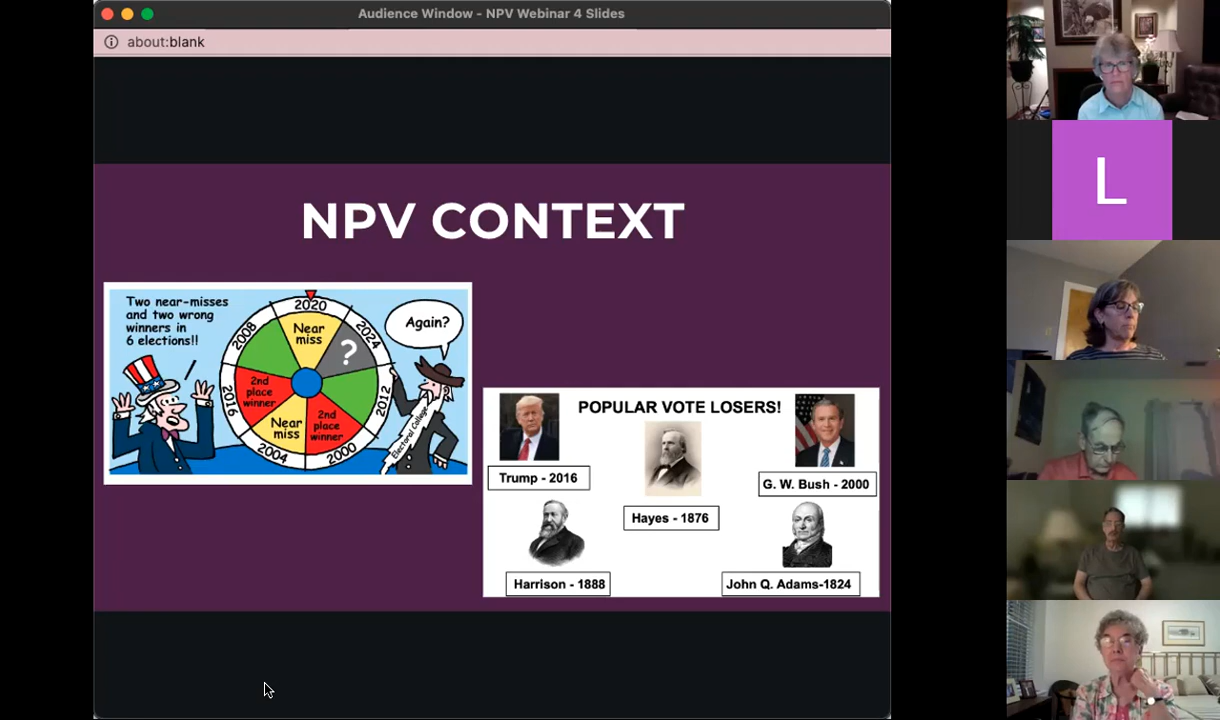 Audience Window - NPV Webinar 4 Slides
about:blank
NPV CONTEXT
Two near-misses
and two wrong
winners in
6 elections!!
2020
2024
2012
2000
2004
2016
2008
Near
miss
?
2nd
place
winner
Near
miss
2nd
place
winner
Again?
Electoral College
POPULAR VOTE LOSERS!
Trump - 2016
Hayes - 1876
G. W. Bush - 2000
Harrison - 1888
John Q. Adams-1824
L